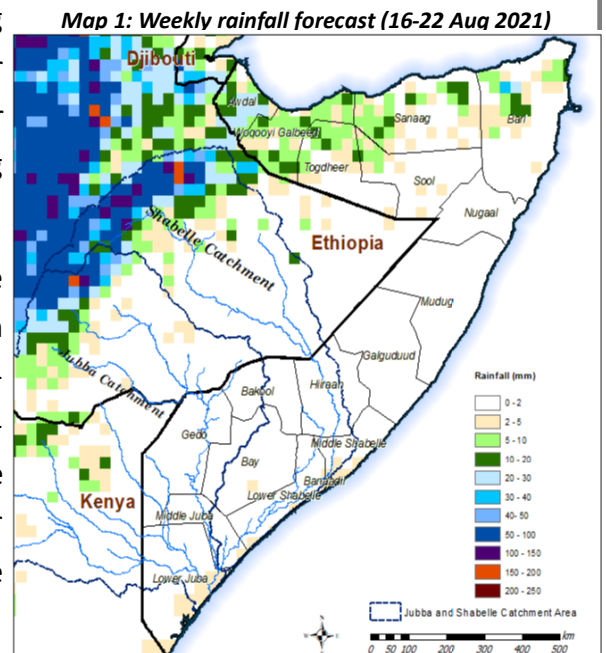 Map 1: Weekly rainfall forecast (16-22 Aug 2021)
Djibouti
Awdal
Woqooyi Galbeed
Sanaag
Bari
Togdheer
Sool
Nugaal
Shabelle Catchment
Ethiopia
Mudug
Galguduud
Jubba Catchment
Bakool
Hiraan
Gedo
Middle Shabelle
Bay
Banaadir
Lower Shabelle
Kenya
Middle Juba
Lower Juba
Rainfall (mm)
0 - 2
2 - 5
5 - 10
10 - 20
20 - 30
30 - 40
40- 50
50 - 100
100 - 150
150 - 200
200 - 250
Jubba and Shabelle Catchment Area
km
0 50 100 200 300 400 500